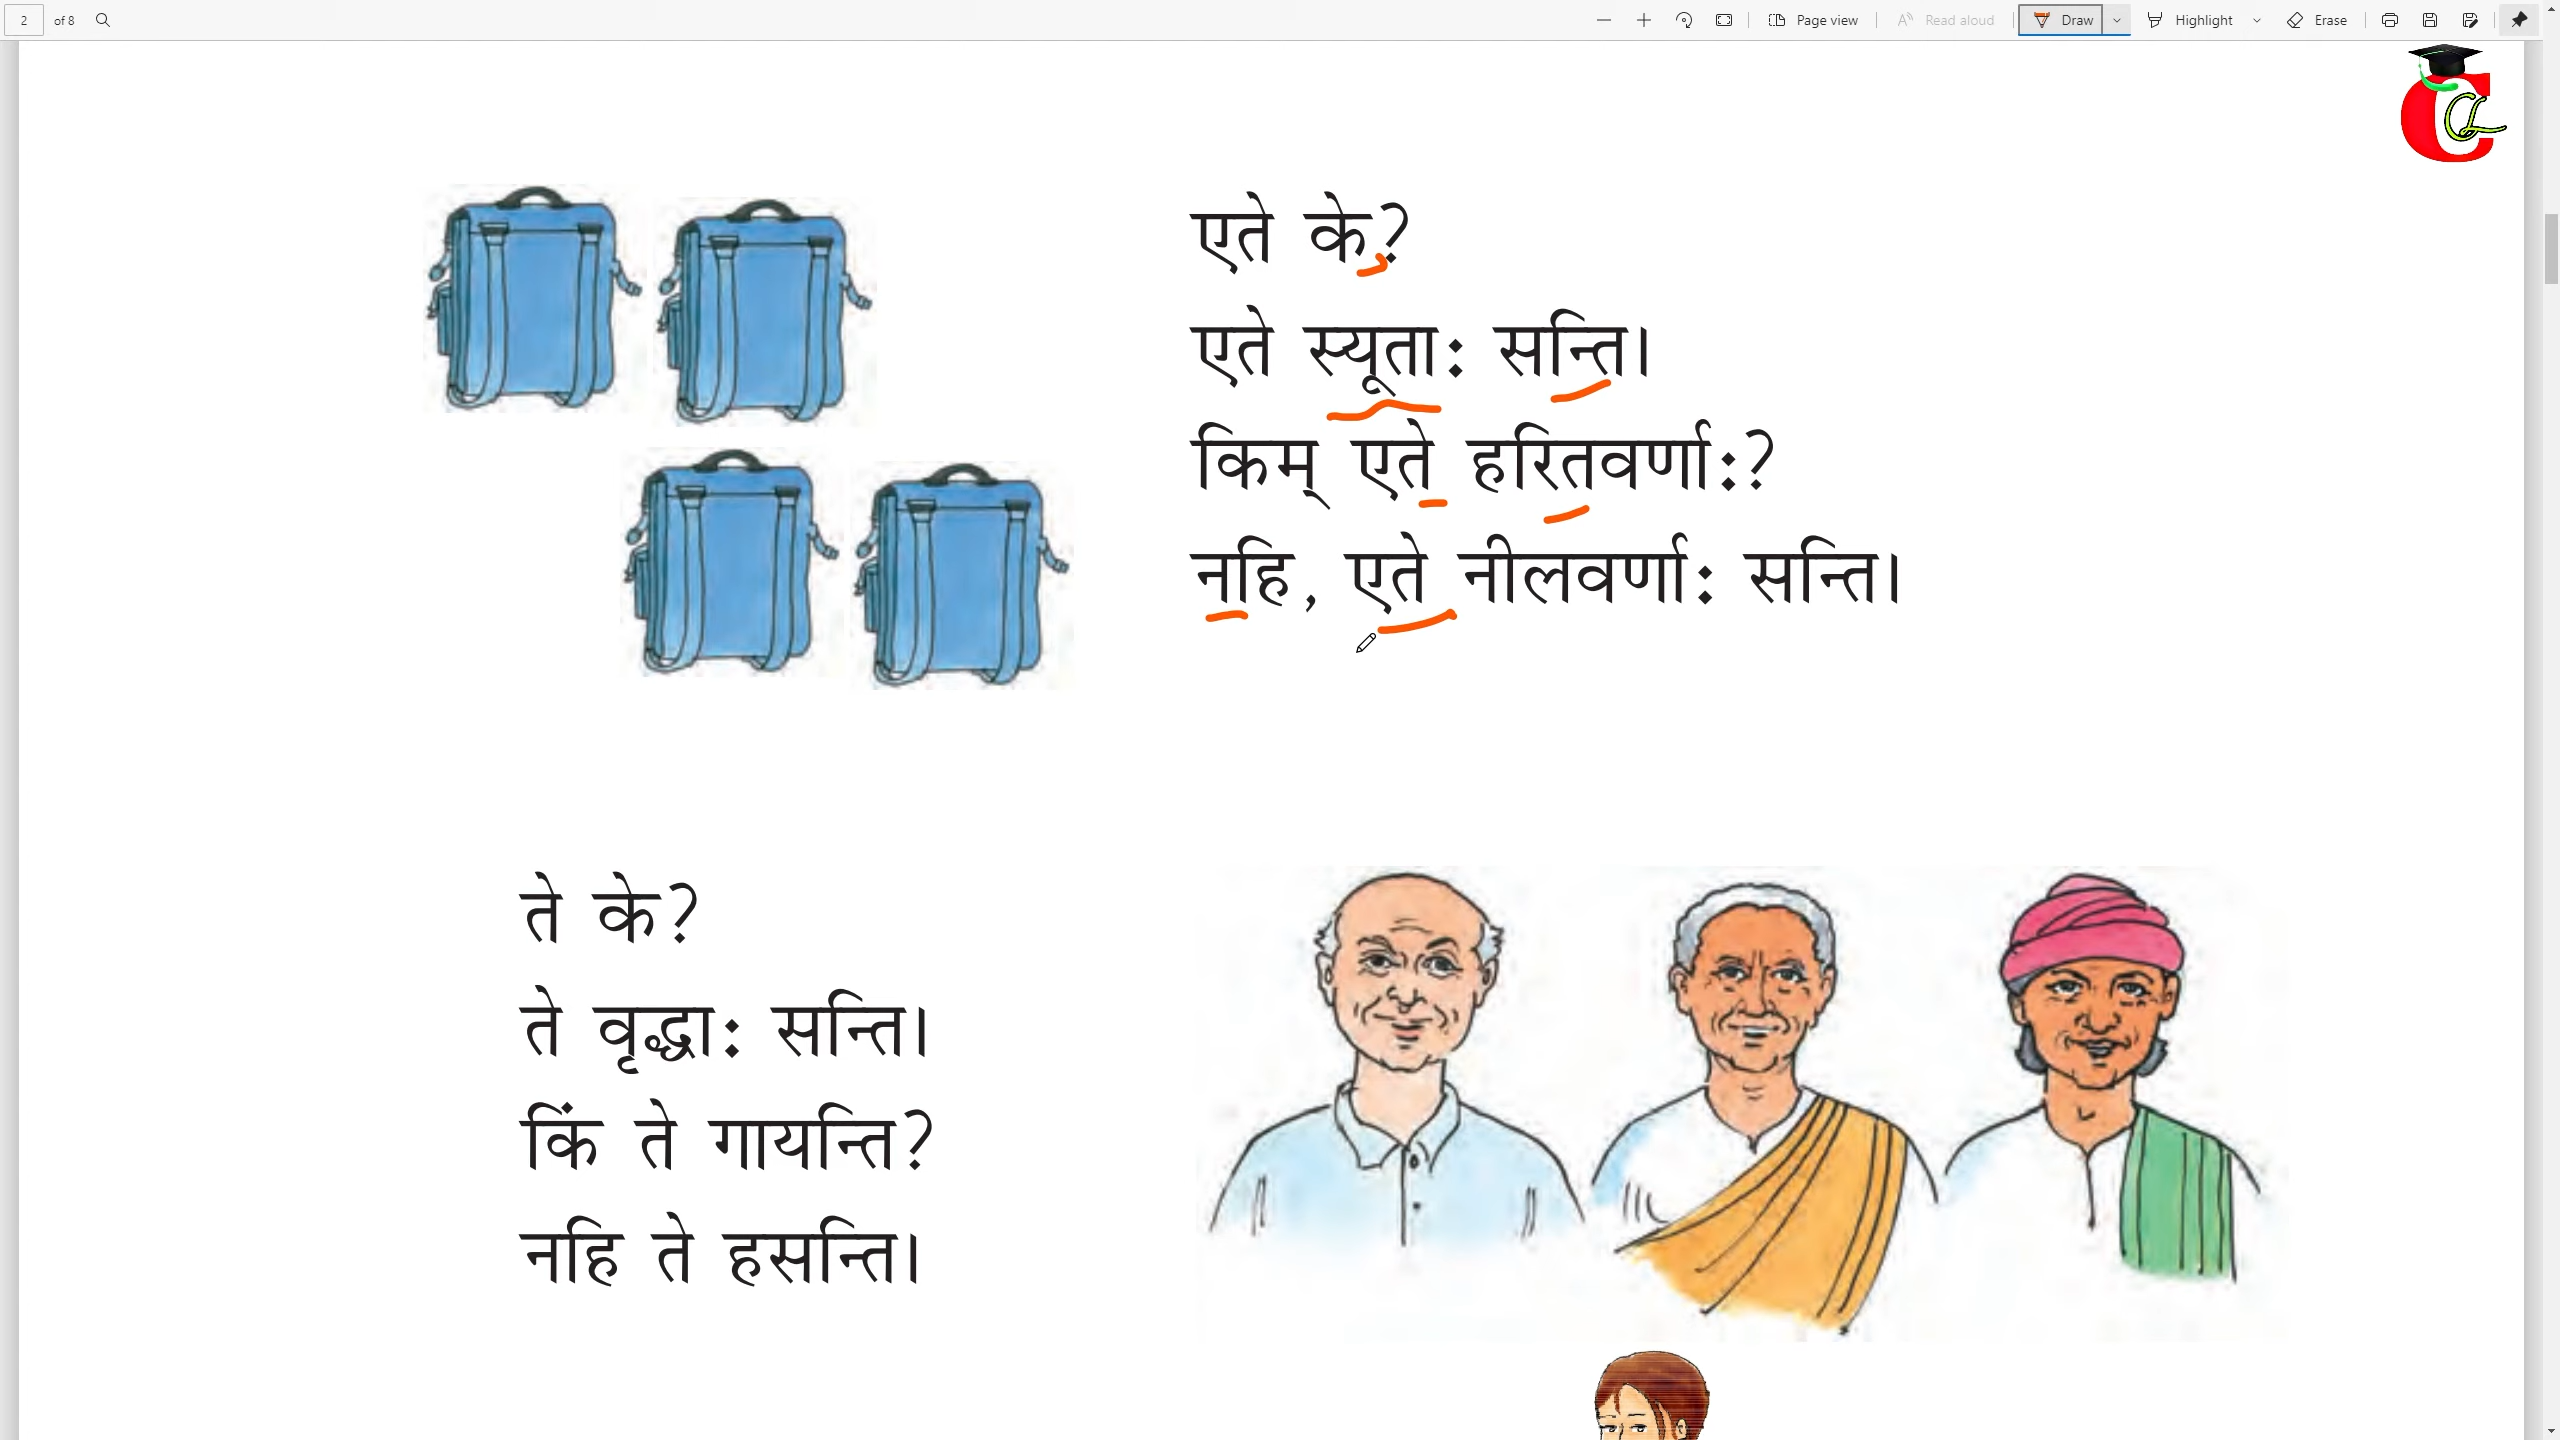 2 of 8 Page view Read aloud Draw Highlight Erase
एते के?
एते स्यूताः सन्ति।
किम् एते हरितवर्णाः?
नहि, एते नीलवर्णाः सन्ति।
ते के?
ते वृद्धाः सन्ति।
किं ते गायन्ति?
नहि ते हसन्ति।